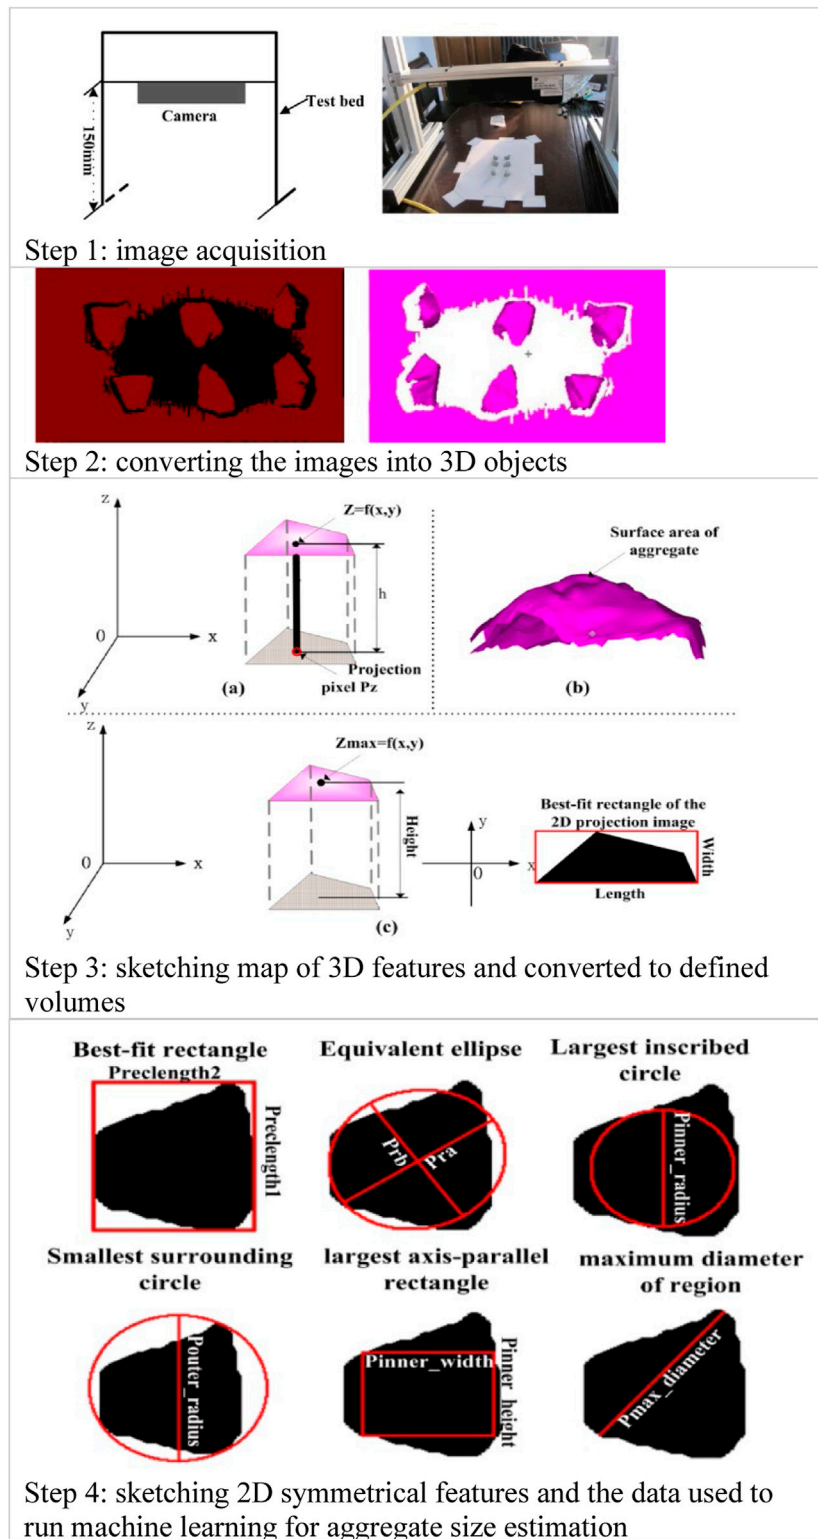 Camera
Test bed
150mm
Step 1: image acquisition
Step 2: converting the images into 3D objects
z
0
x
y
Z=f(x,y)
h
Projection
pixel Pz
(a)
Surface area of
aggregate
(b)
z
0
x
y
Zmax=f(x,y)
Height
(c)
y
0
x
Best-fit rectangle of the
2D projection image
Width
Length
Step 3: sketching map of 3D features and converted to defined
volumes
Best-fit rectangle
Preclength2
Preclength1
Equivalent ellipse
Prb
Pra
Largest inscribed
circle
Pinner_radius
Smallest surrounding
circle
Pouter_radius
largest axis-parallel
rectangle
Pinner_width
Pinner_height
maximum diameter
of region
Pmax_diameter
Step 4: sketching 2D symmetrical features and the data used to
run machine learning for aggregate size estimation